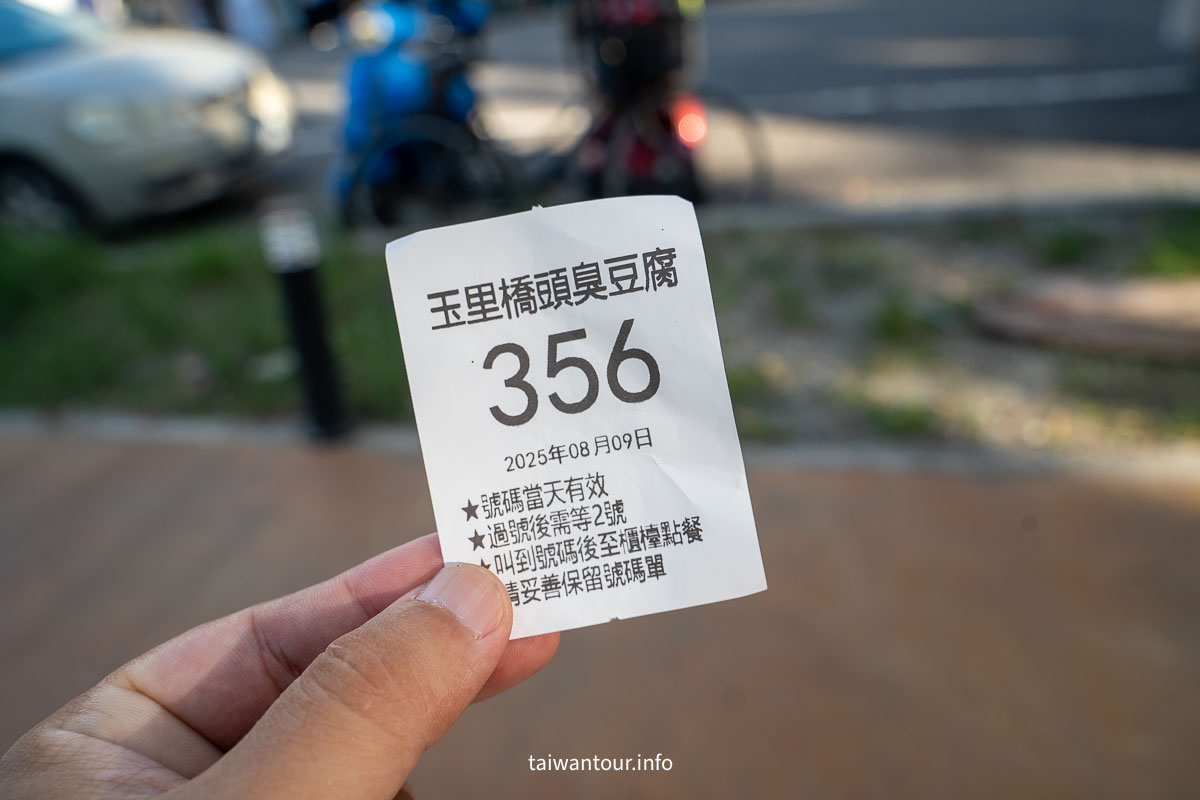 玉里橋頭臭豆腐
356
2025年08月09日
★號碼當天有效
★過號後需等2號
★叫到號碼後至櫃檯點餐
請妥善保留號碼單
taiwantour.info